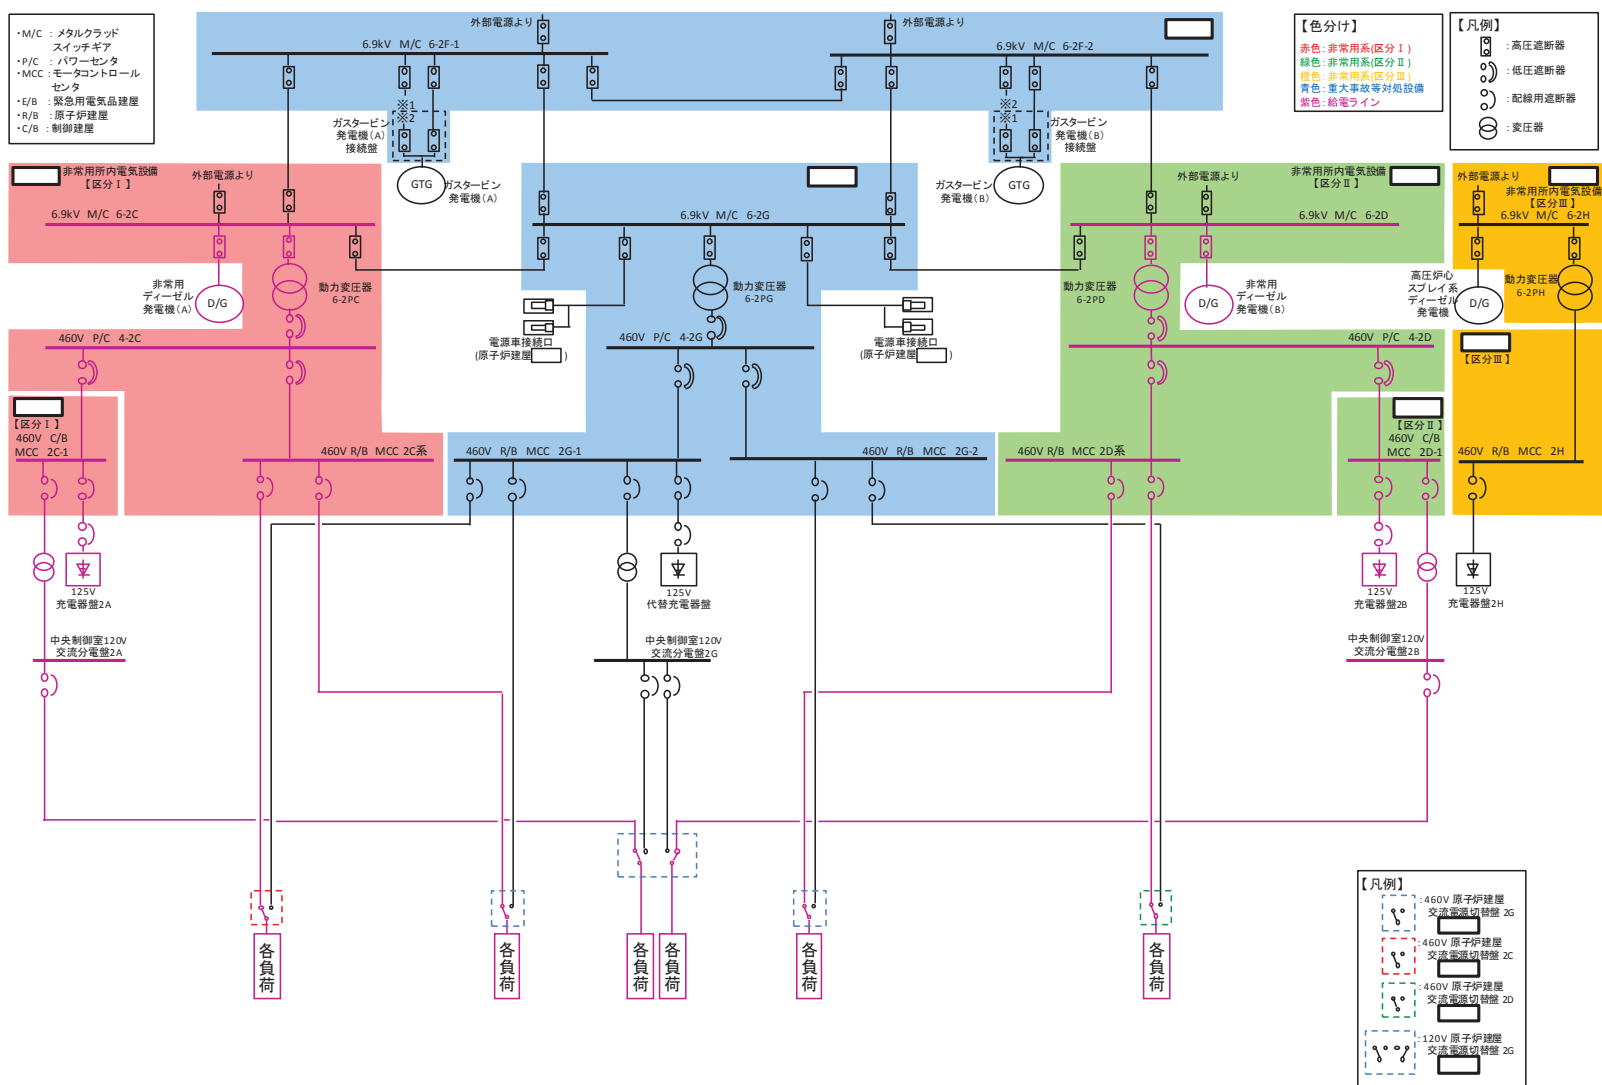 ・M/C ：メタルクラッド
スイッチギア
・P/C ：パワーセンタ
・MCC：モータコントロール
センタ
・E/B ：緊急用電気品建屋
・R/B ：原子炉建屋
・C/B ：制御建屋
外部電源より
外部電源より
6.9kV M/C 6-2F-1
6.9kV M/C 6-2F-2
【色分け】
赤色：非常用系(区分Ⅰ)
緑色：非常用系(区分Ⅱ)
橙色：非常用系(区分Ⅲ)
青色：重大事故等対処設備
紫色：給電ライン
【凡例】
：高圧遮断器
：低圧遮断器
：配線用遮断器
：変圧器
※1
※2
ガスタービン
発電機(A)
接続盤
GTG
ガスタービン
発電機(A)
※2
※1
ガスタービン
発電機(B)
接続盤
GTG
ガスタービン
発電機(B)
非常用所内電気設備
【区分Ⅰ】
外部電源より
6.9kV M/C 6-2C
6.9kV M/C 6-2G
外部電源より
非常用所内電気設備
【区分Ⅱ】
6.9kV M/C 6-2D
外部電源より
非常用所内電気設備
【区分Ⅲ】
6.9kV M/C 6-2H
非常用
ディーゼル
発電機(A)
D/G
動力変圧器
6-2PC
動力変圧器
6-2PG
動力変圧器
6-2PD
D/G
非常用
ディーゼル
発電機(B)
高圧炉心
スプレイ系
ディーゼル
発電機
D/G
動力変圧器
6-2PH
電源車接続口
(原子炉建屋 )
電源車接続口
(原子炉建屋 )
460V P/C 4-2C
460V P/C 4-2G
460V P/C 4-2D
【区分Ⅲ】
【区分Ⅰ】
460V C/B
MCC 2C-1
460V R/B MCC 2C系
460V R/B MCC 2G-1
460V R/B MCC 2G-2
460V R/B MCC 2D系
【区分Ⅱ】
460V C/B
MCC 2D-1
460V R/B MCC 2H
125V
充電器盤2A
125V
代替充電器盤
125V
充電器盤2B
125V
充電器盤2H
中央制御室120V
交流分電盤2A
中央制御室120V
交流分電盤2G
中央制御室120V
交流分電盤2B
各負荷
各負荷
各負荷
各負荷
各負荷
各負荷
【凡例】
：460V 原子炉建屋
交流電源切替盤 2G
：460V 原子炉建屋
交流電源切替盤 2C
：460V 原子炉建屋
交流電源切替盤 2D
：120V 原子炉建屋
交流電源切替盤 2G